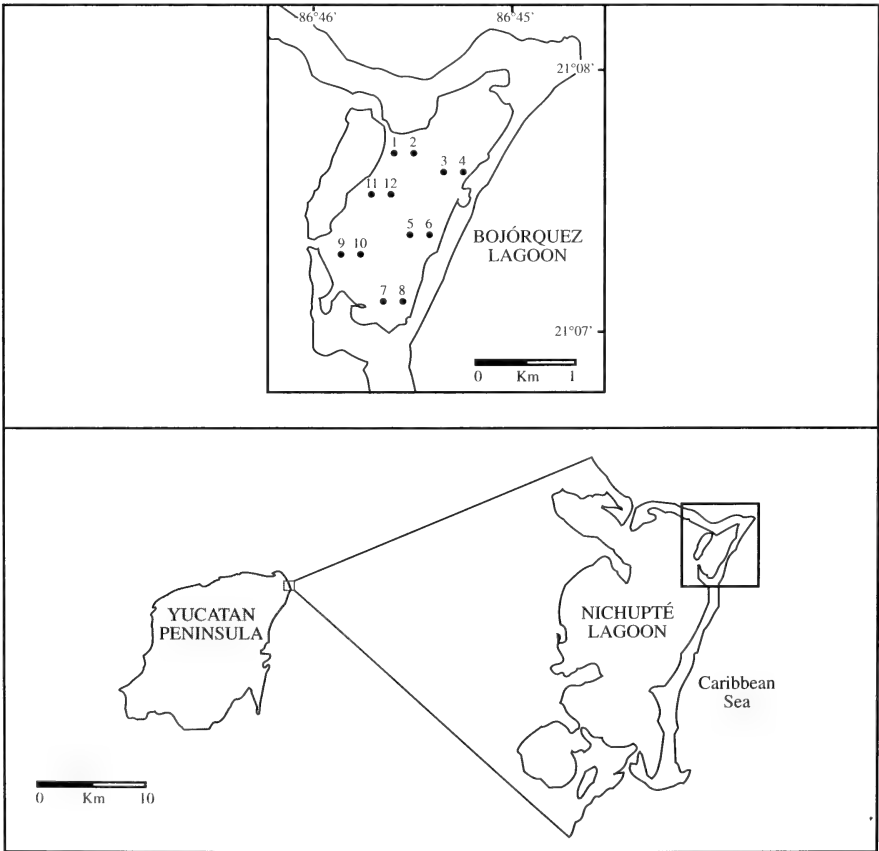 86°46' 86°45'
21°08'
1 2
3 4
11 12
5 6
BOJÓRQUEZ
LAGOON
9 10
7 8
21°07'
0 Km 1
YUCATAN
PENINSULA
NICHUPTÉ
LAGOON
Caribbean
Sea
0 Km 10